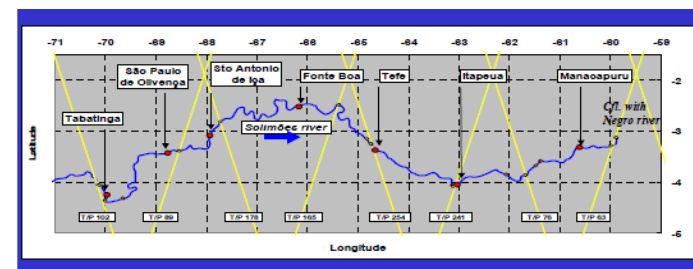 -71 -70 -69 -68 -67 -66 -65 -64 -63 -62 -61 -60 -59
São Paulo de Olivença
Sto Antonio de Iça
Fonte Boa
Tefe
Itapeua
Manacapuru
Tabatinga
Cfl. with
Negro river
Solimões river
-2
-3
-4
-5
Latitude
T/P 102
T/P 89
T/P 178
T/P 165
T/P 254
T/P 241
T/P 76
T/P 63
Longitude